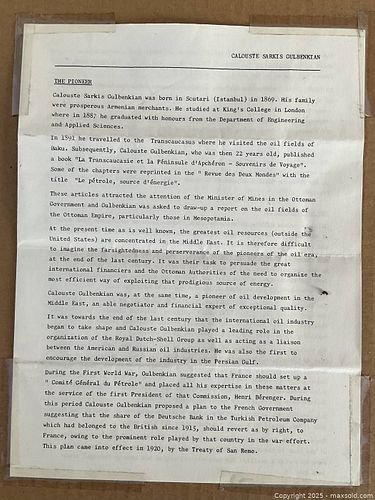 CALOUSTE SARKIS GULBENKIAN
THE PIONEER
Calouste Sarkis Gulbenkian was born in Scutari (Istanbul) in 1869. His family
were prosperous Armenian merchants. He studied at King's College in London
where in 1887 he graduated with honours from the Department of Engineering
and Applied Sciences.
In 1891 he travelled to the Transcaucasus where he visited the oil fields of
Baku. Subsequently, Calouste Gulbenkian, who was then 22 years old, published
a book "La Transcaucasie et la Péninsule d'Apchéron - Souvenirs de Voyage".
Some of the chapters were reprinted in the " Revue des Deux Mondes" with the
title "Le pétrole, source d'énergie".
These articles attracted the attention of the Minister of Mines in the Ottoman
Government and Gulbenkian was asked to draw-up a report on the oil fields of
the Ottoman Empire, particularly those in Mesopotamia.
At the present time as is well known, the greatest oil resources (outside the
United States) are concentrated in the Middle East. It is therefore difficult
to imagine the farsightedness and perserverance of the pioneers of the oil era,
at the end of the last century. It was their task to persuade the great
international financiers and the Ottoman Authorities of the need to organize the
most efficient way of exploiting that prodigious source of energy.
Calouste Gulbenkian was, at the same time, a pioneer of oil development in the
Middle East, an able negotiator and financial expert of exceptional quality.
It was towards the end of last century that the international oil industry
began to take shape and Calouste Gulbenkian played a leading role in the
organization of the Royal Dutch-Shell Group as well as acting as a liaison
between the American and Russian oil industries. He was also the first to
encourage the development of the industry in the Persian Gulf.
During the First World War, Gulbenkian suggested that France should set up a
" Comité Général du Pétrole" and placed all his expertise in these matters at
the service of the first President of that Commission, Henri Bérenger. During
this period Calouste Gulbenkian proposed a plan to the French Government
suggesting that the share of the Deutsche Bank in the Turkish Petroleum Company
which had belonged to the British since 1915, should revert as by right, to
France, owing to the prominent role played by that country in the war effort.
This plan came into effect in 1920, by the Treaty of San Remo.
Copyright 2025 - maxsold.com